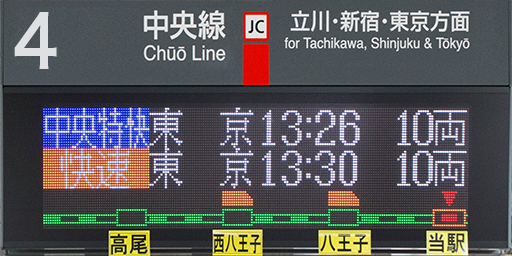 4
中央線
Chūō Line
JC
立川・新宿・東京方面
for Tachikawa, Shinjuku & Tōkyō
中央特快 東京 13:26 10両
快速 東京 13:30 10両
高尾 西八王子 八王子 当駅